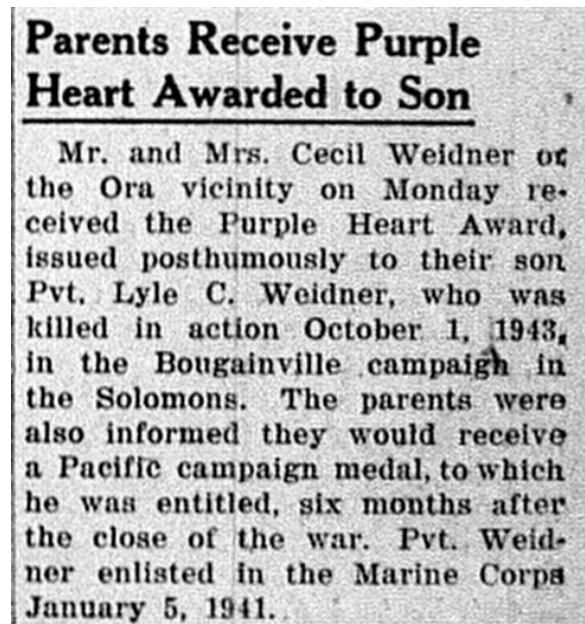 Parents Receive Purple
Heart Awarded to Son
Mr. and Mrs. Cecil Weidner of
the Ora vicinity on Monday re-
ceived the Purple Heart Award,
issued posthumously to their son
Pvt. Lyle C. Weidner, who was
killed in action October 1, 1943,
in the Bougainville campaign in
the Solomons. The parents were
also informed they would receive
a Pacific campaign medal, to which
he was entitled, six months after
the close of the war. Pvt. Weid-
ner enlisted in the Marine Corps
January 5, 1941.